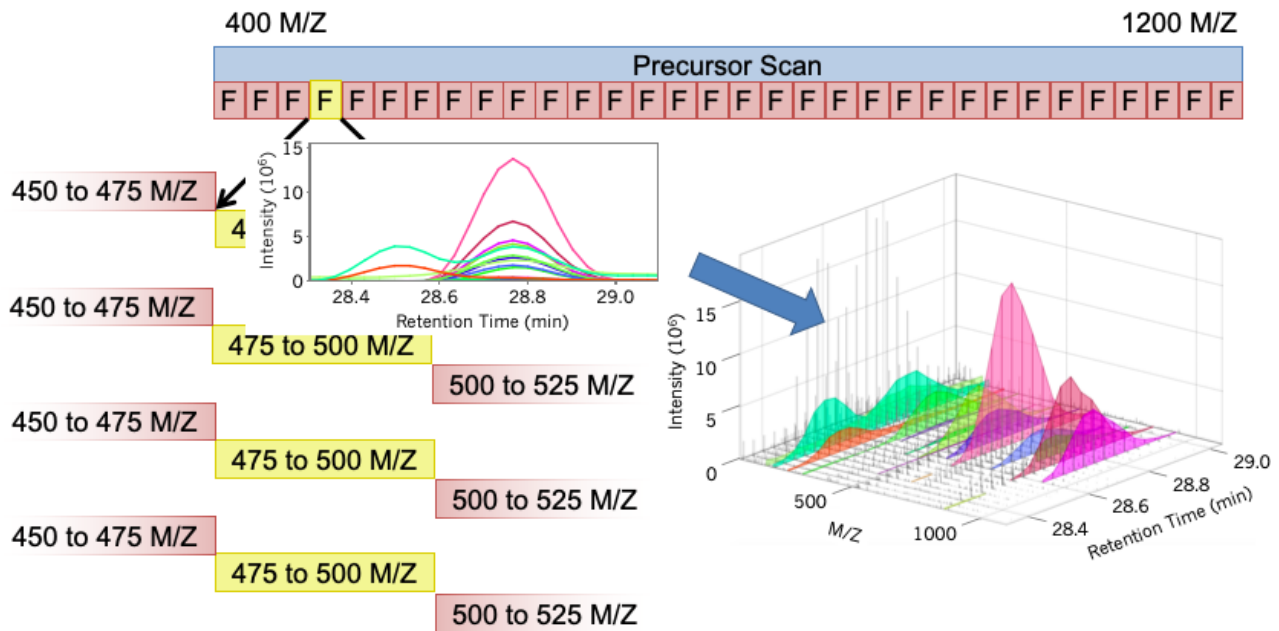 400 M/Z 1200 M/Z
Precursor Scan
F F F F F F F F F F F F F F F F F F F F F F F F F F F F F F F F
450 to 475 M/Z
4
Intensity (10⁶)
15
10
5
0
28.4 28.6 28.8 29.0
Retention Time (min)
450 to 475 M/Z
475 to 500 M/Z
500 to 525 M/Z
450 to 475 M/Z
475 to 500 M/Z
500 to 525 M/Z
450 to 475 M/Z
475 to 500 M/Z
500 to 525 M/Z
Intensity (10⁶)
15
10
5
0
500
1000
M/Z
28.4
28.6
28.8
29.0
Retention Time (min)